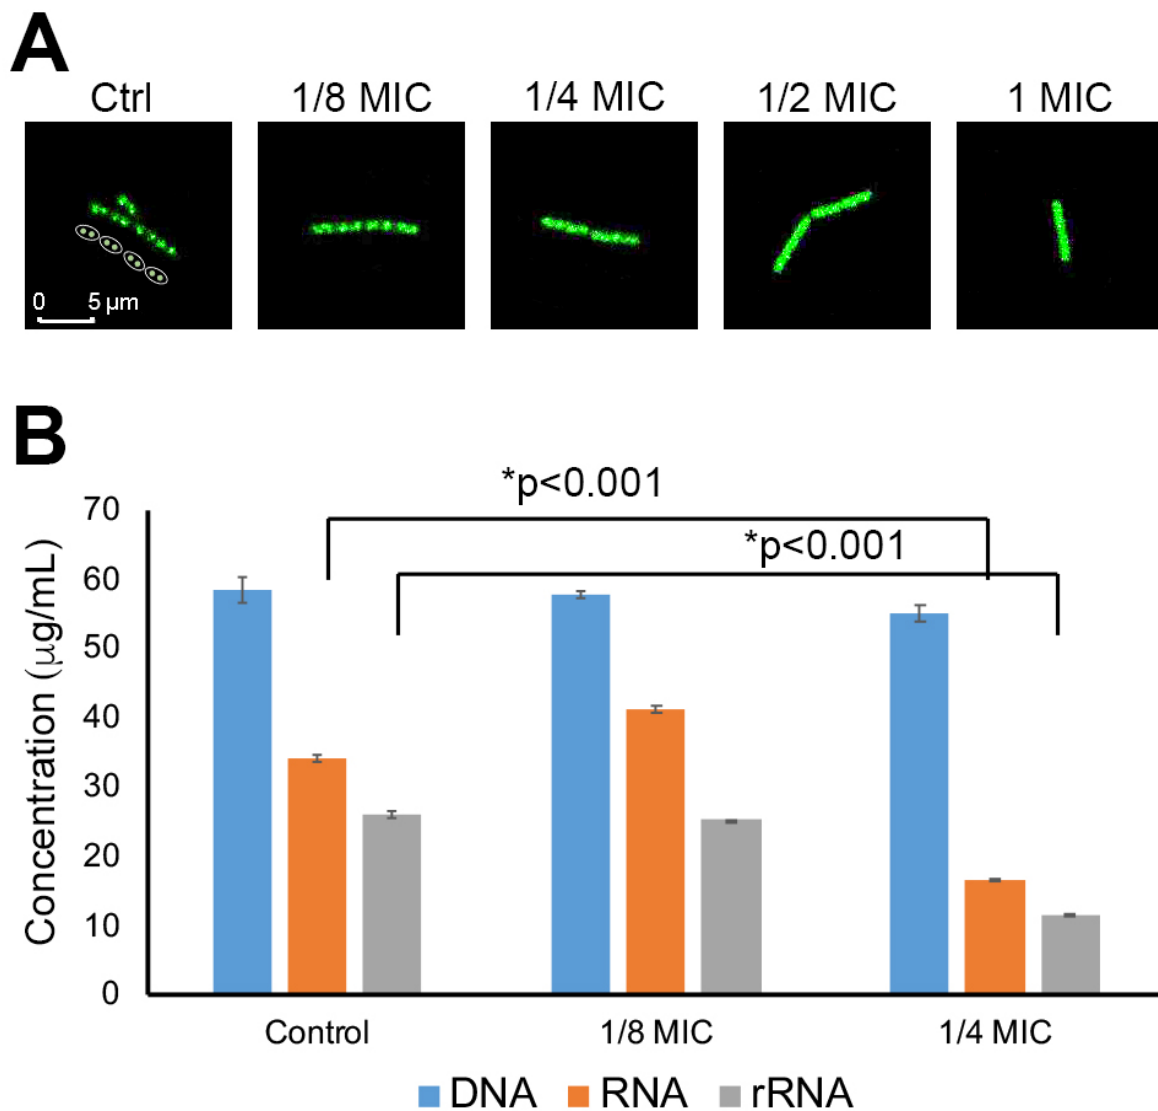 A
Ctrl 1/8 MIC 1/4 MIC 1/2 MIC 1 MIC
0 5 μm
B
*p<0.001
*p<0.001
Concentration (μg/mL)
70
60
50
40
30
20
10
0
Control 1/8 MIC 1/4 MIC
DNA RNA rRNA